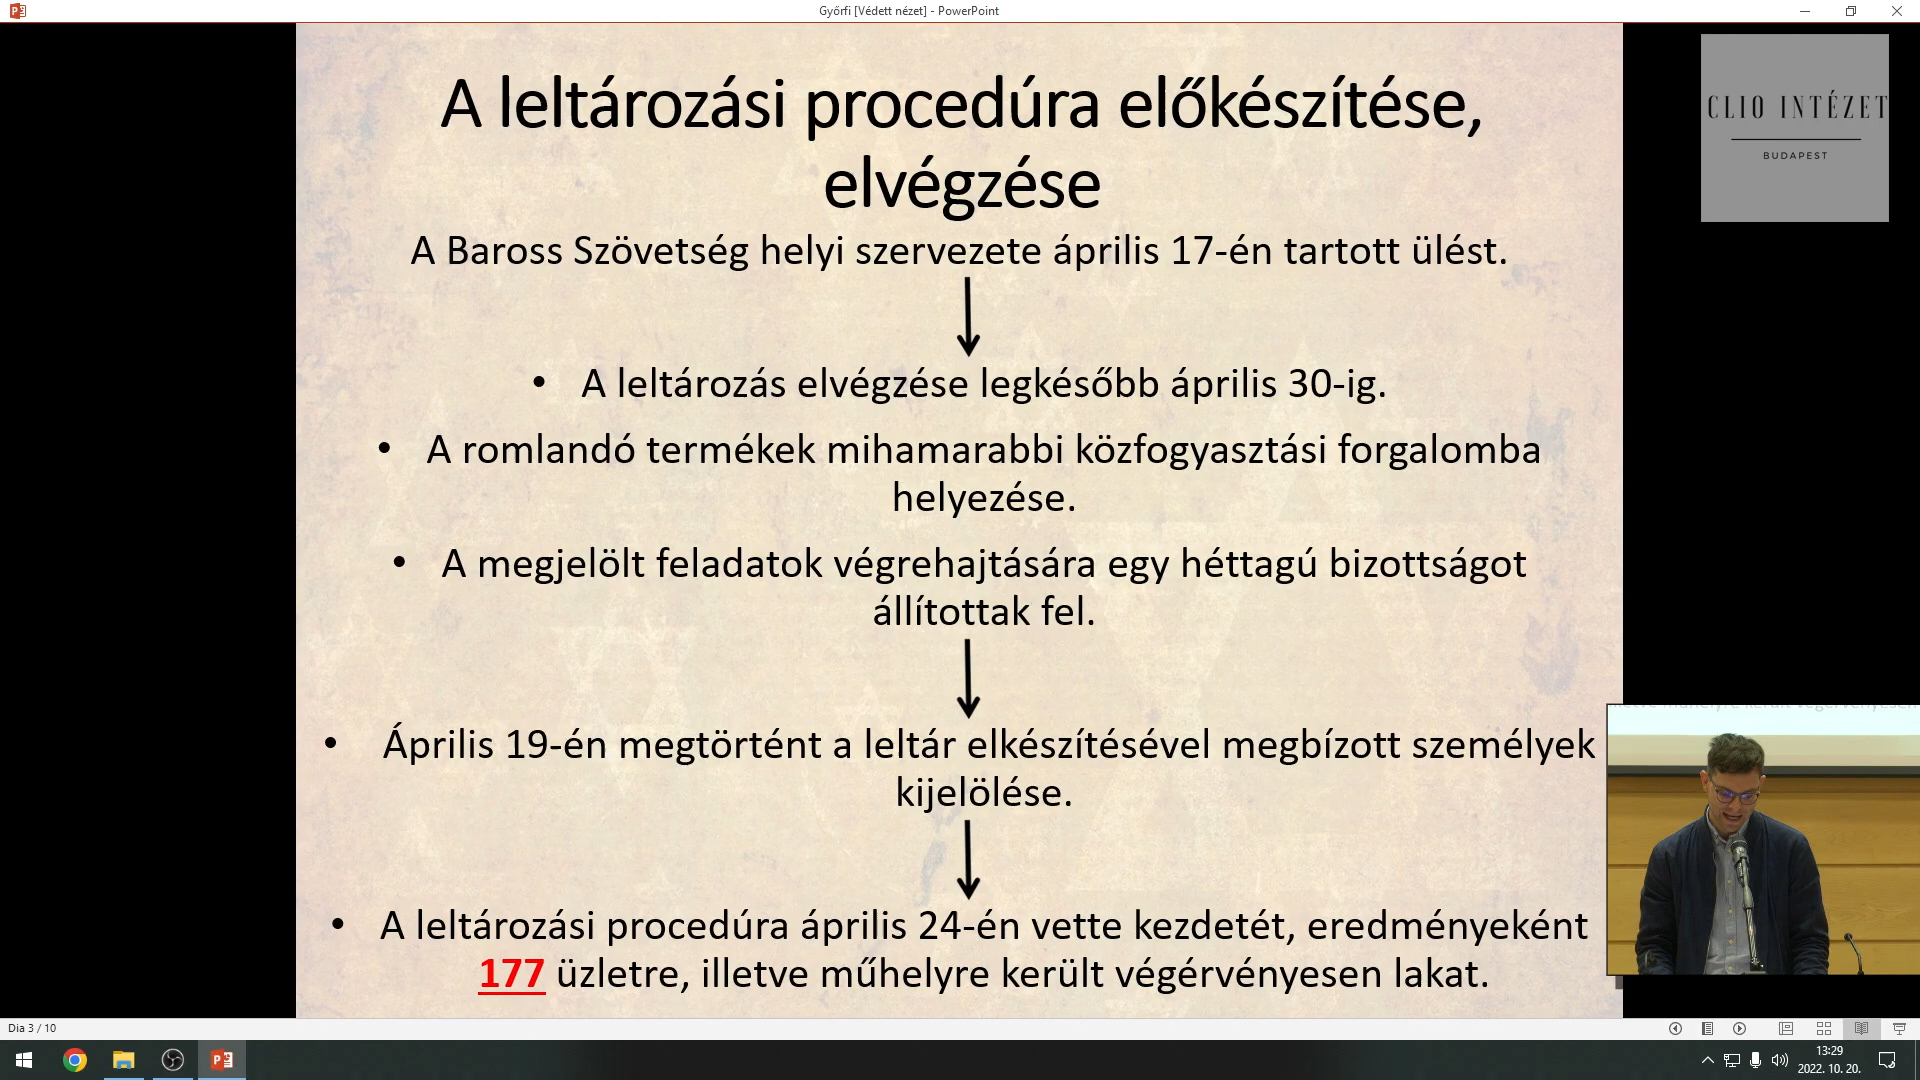 Győrfi [Védett nézet] - PowerPoint
CLIO INTÉZET
BUDAPEST
A leltározási procedúra előkészítése,
elvégzése
A Baross Szövetség helyi szervezete április 17-én tartott ülést.
• A leltározás elvégzése legkésőbb április 30-ig.
• A romlandó termékek mihamarabbi közfogyasztási forgalomba
helyezése.
• A megjelölt feladatok végrehajtására egy héttagú bizottságot
állítottak fel.
• Április 19-én megtörtént a leltár elkészítésével megbízott személyek
kijelölése.
• A leltározási procedúra április 24-én vette kezdetét, eredményeként
177 üzletre, illetve műhelyre került végérvényesen lakat.
Dia 3 / 10
13:29
2022. 10. 20.